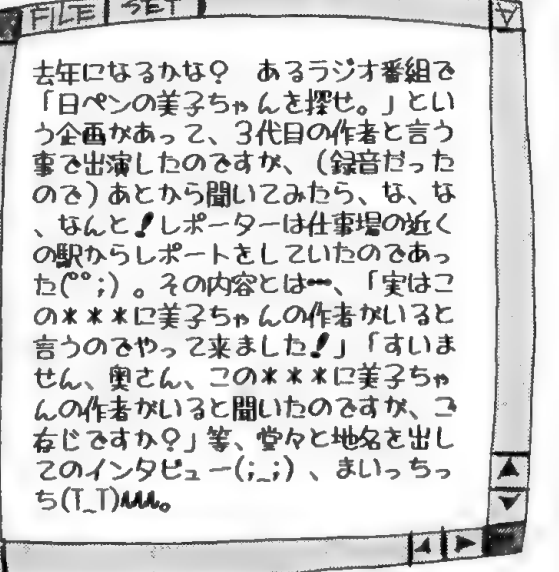 FILE SET
去年になるかな？　あるラジオ番組で
「日ペンの美子ちゃんを探せ。」とい
う企画があって、3代目の作者と言う
事で出演したのですが、（録音だった
ので）あとから聞いてみたら、な、な
、なんと！レポーターは仕事場の近く
の駅からレポートをしていたのであっ
た(°°;)。その内容とは…、「実はこ
の＊＊＊に美子ちゃんの作者がいると
言うのでやって来ました！」「すいま
せん、奥さん、この＊＊＊に美子ちゃ
んの作者がいると聞いたのですが、ご
存じですか？」等、堂々と地名を出し
てのインタビュー(;_;)、まいっちっ
ち(T_T)。